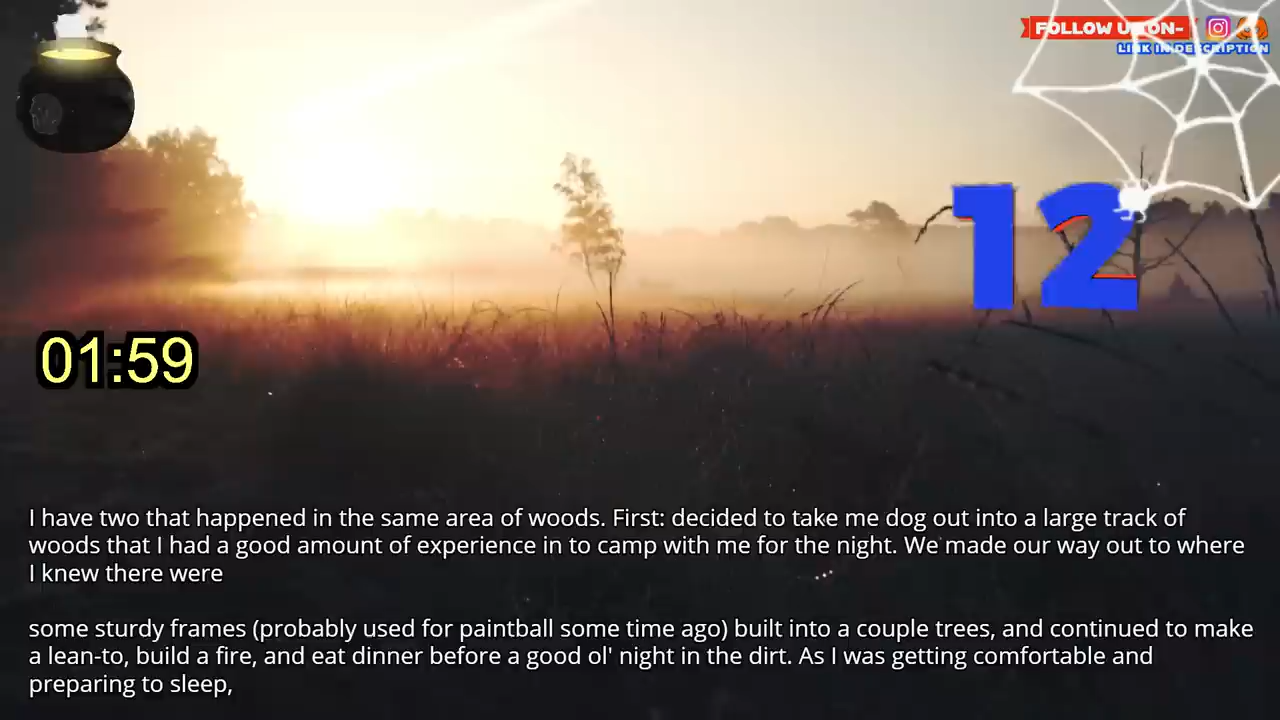 FOLLOW US ON-
LINK IN DESCRIPTION
12
01:59
I have two that happened in the same area of woods. First: decided to take me dog out into a large track of
woods that I had a good amount of experience in to camp with me for the night. We made our way out to where
I knew there were
some sturdy frames (probably used for paintball some time ago) built into a couple trees, and continued to make
a lean-to, build a fire, and eat dinner before a good ol' night in the dirt. As I was getting comfortable and
preparing to sleep,